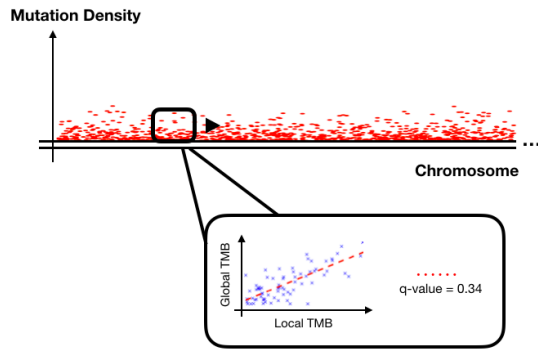 Mutation Density
...
Chromosome
Global TMB
Local TMB
q-value = 0.34